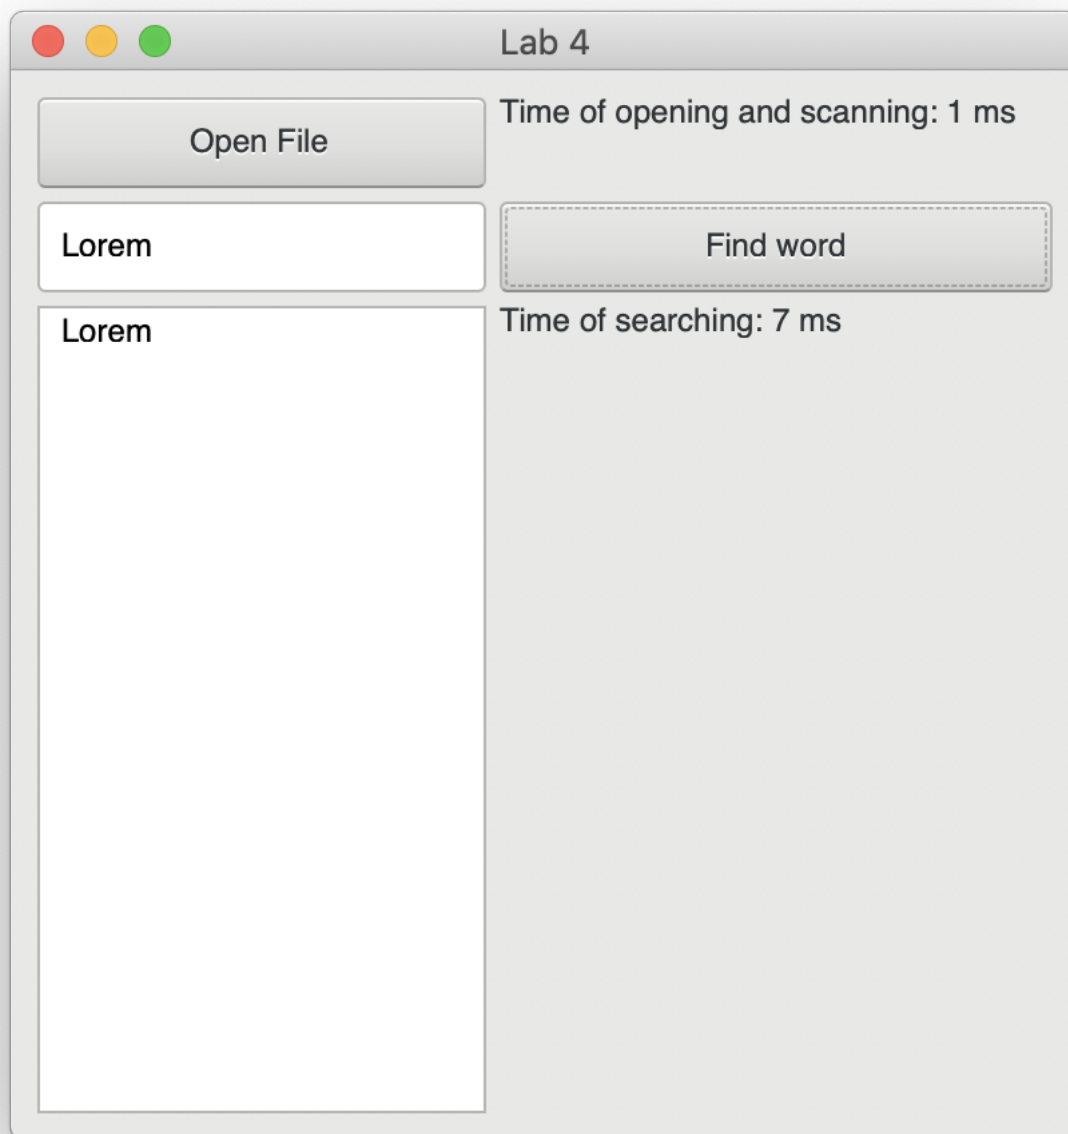 Lab 4
Open File
Time of opening and scanning: 1 ms
Lorem
Find word
Lorem
Time of searching: 7 ms